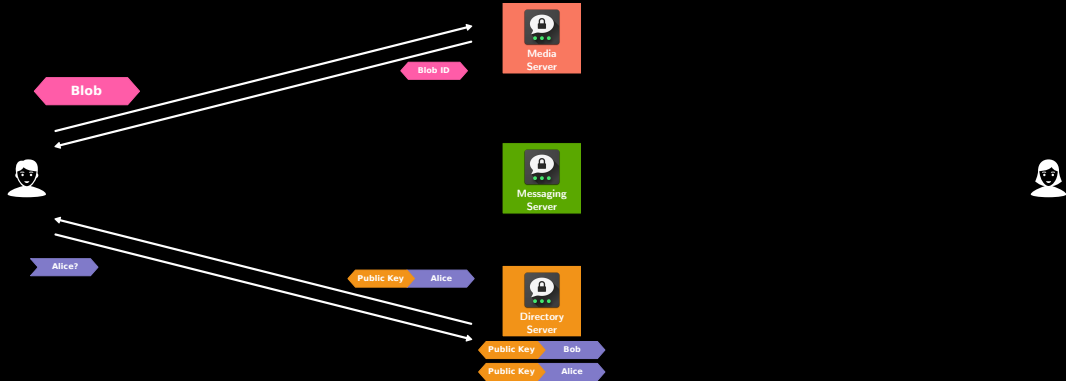 Media
Server
Blob ID
Blob
Messaging
Server
Alice?
Public Key Alice
Directory
Server
Public Key Bob
Public Key Alice